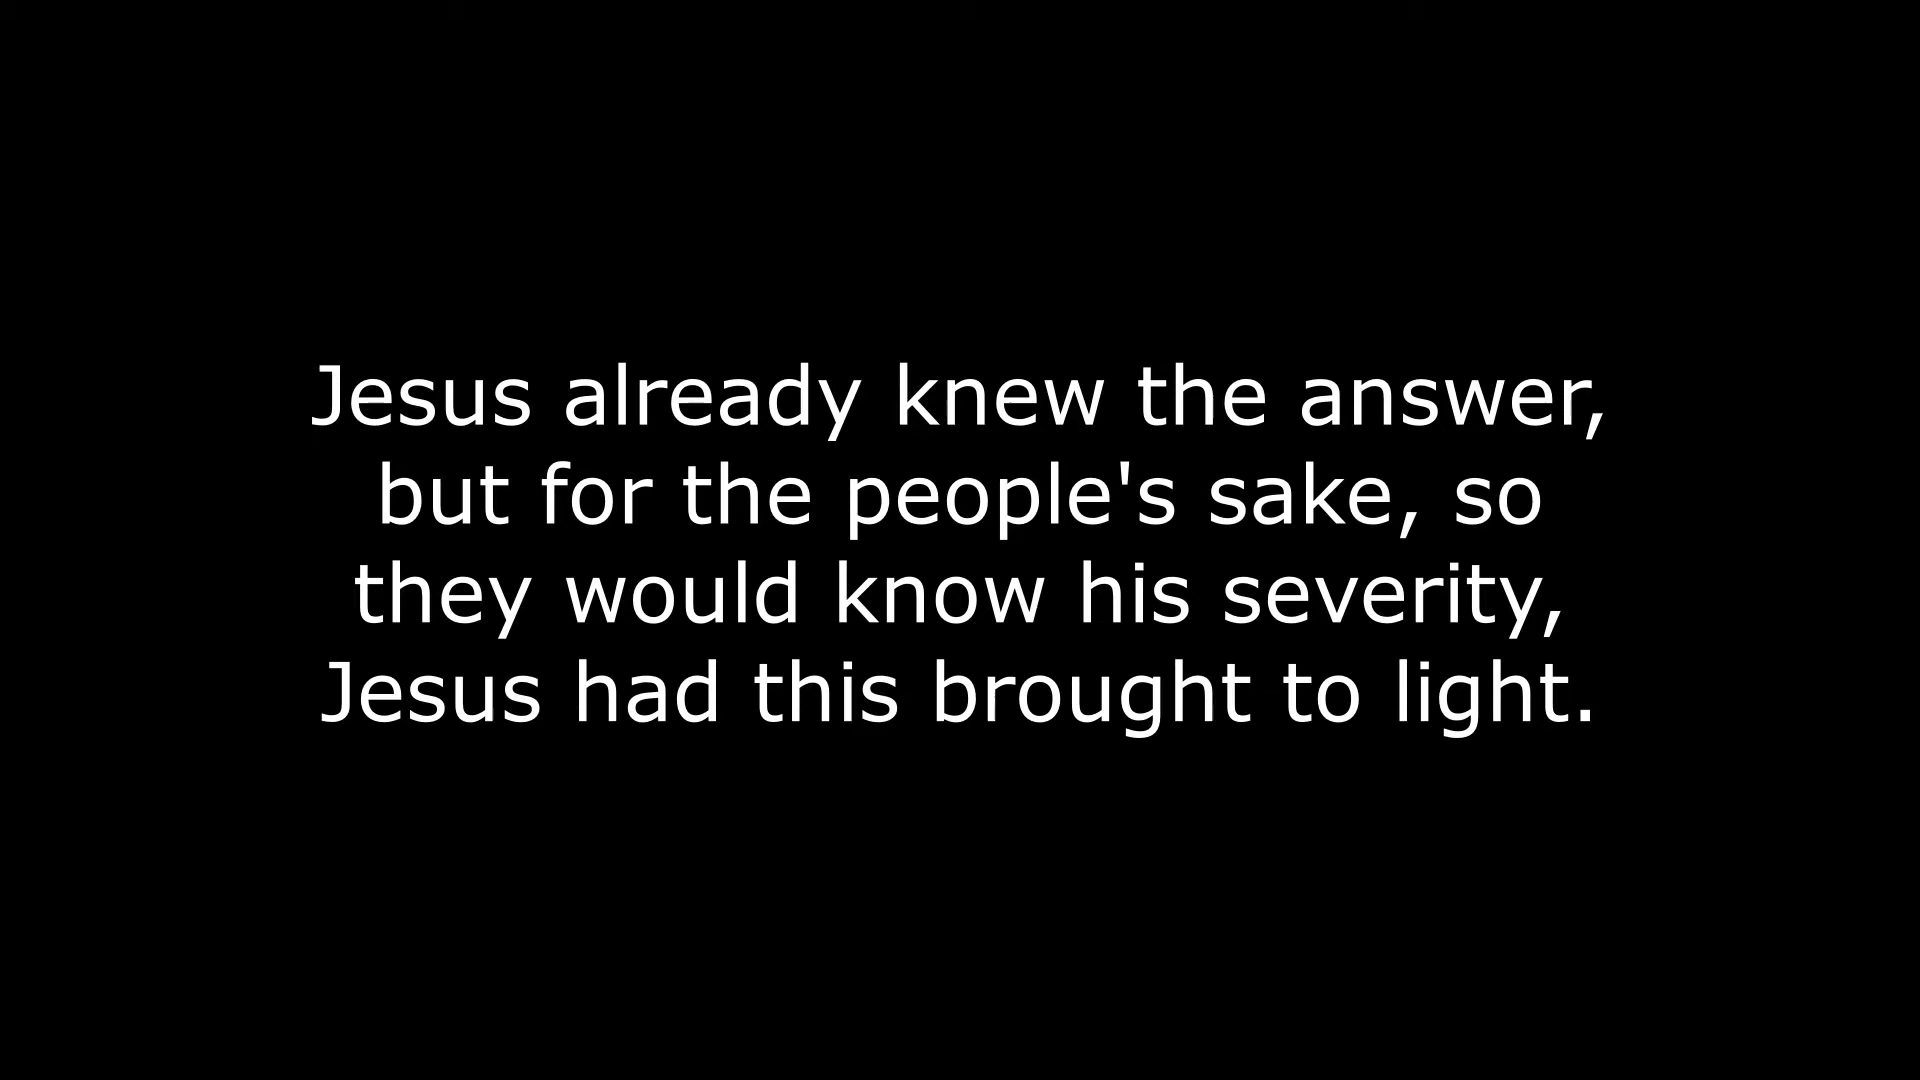 Jesus already knew the answer,
but for the people's sake, so
they would know his severity,
Jesus had this brought to light.